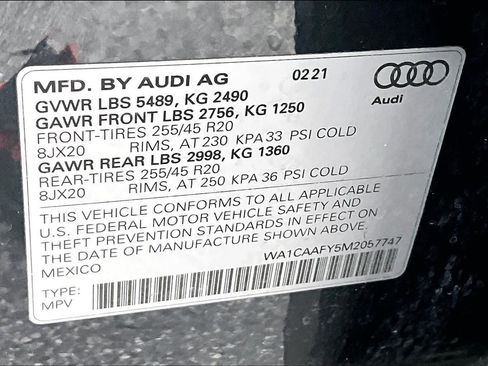 MFD. BY AUDI AG 02 21
GVWR LBS 5489, KG 2490
GAWR FRONT LBS 2756, KG 1250
FRONT-TIRES 255/45 R20
8JX20 RIMS, AT 230 KPA 33 PSI COLD
GAWR REAR LBS 2998, KG 1360
REAR-TIRES 255/45 R20
8JX20 RIMS, AT 250 KPA 36 PSI COLD
Audi
THIS VEHICLE CONFORMS TO ALL APPLICABLE
U.S. FEDERAL MOTOR VEHICLE SAFETY AND
THEFT PREVENTION STANDARDS IN EFFECT ON
THE DATE OF MANUFACTURE SHOWN ABOVE.
MEXICO WA1CAAFY5M2057747
TYPE:
MPV